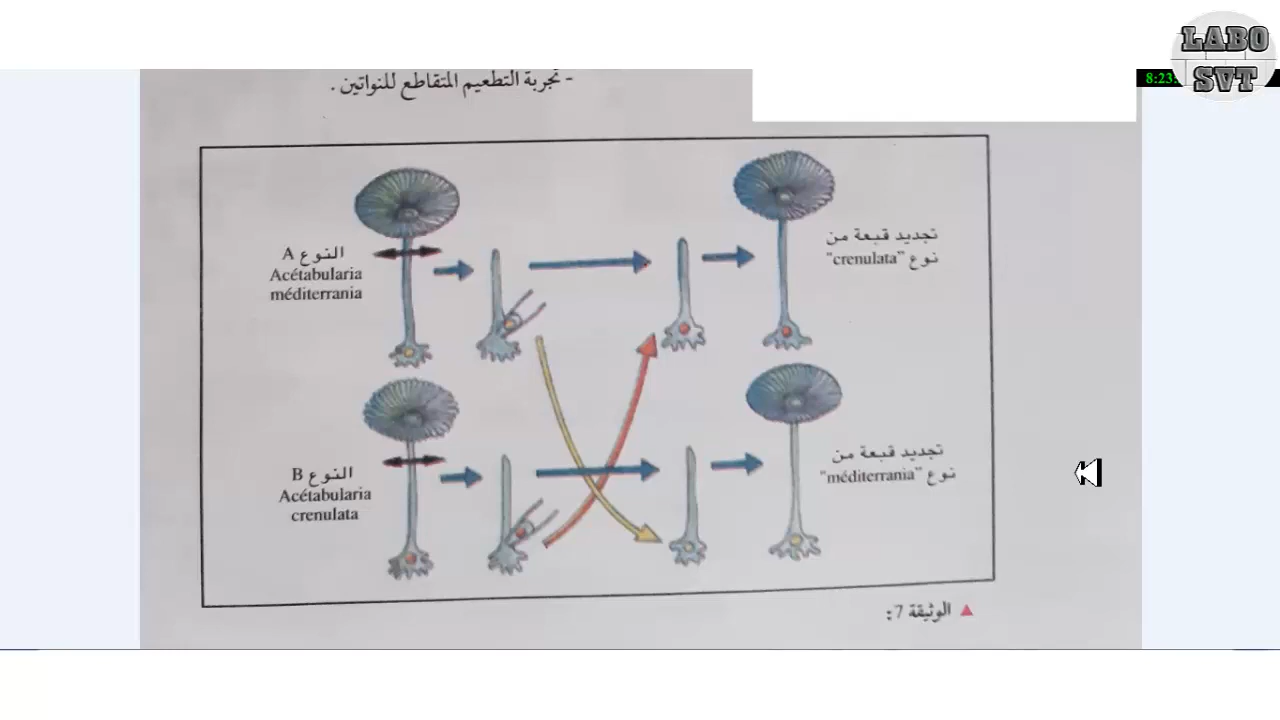 LABO
SVT
8:23
- تجربة التطعيم المتقاطع للنواتين .
النوع A
Acétabularia
méditerrania
تجديد قبعة من
نوع "crenulata"
النوع B
Acétabularia
crenulata
تجديد قبعة من
نوع "méditerrania"
الوثيقة 7: